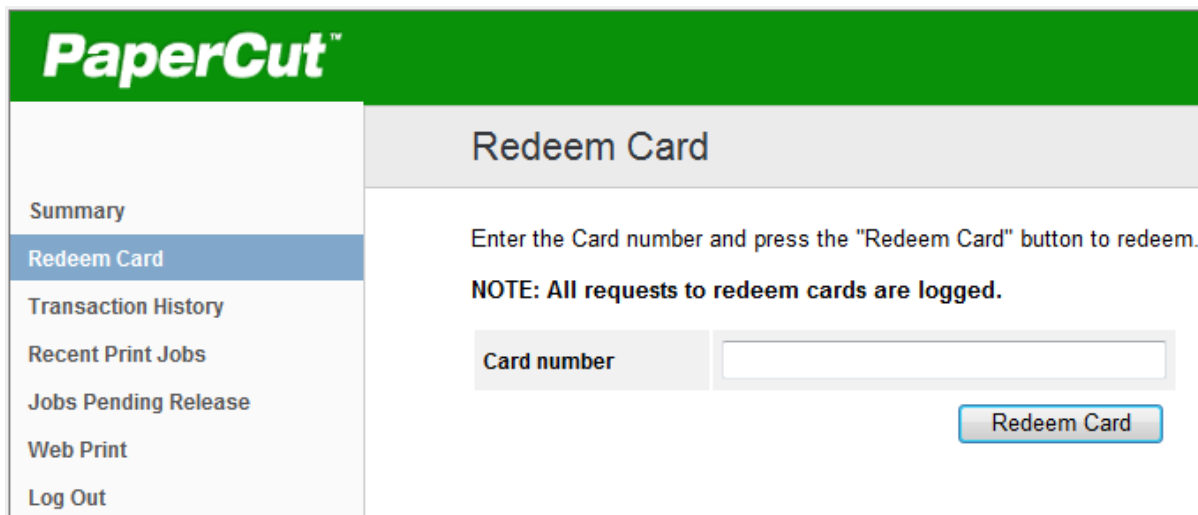 PaperCut™
Redeem Card
Summary
Redeem Card
Transaction History
Recent Print Jobs
Jobs Pending Release
Web Print
Log Out
Enter the Card number and press the "Redeem Card" button to redeem.
NOTE: All requests to redeem cards are logged.
Card number
Redeem Card